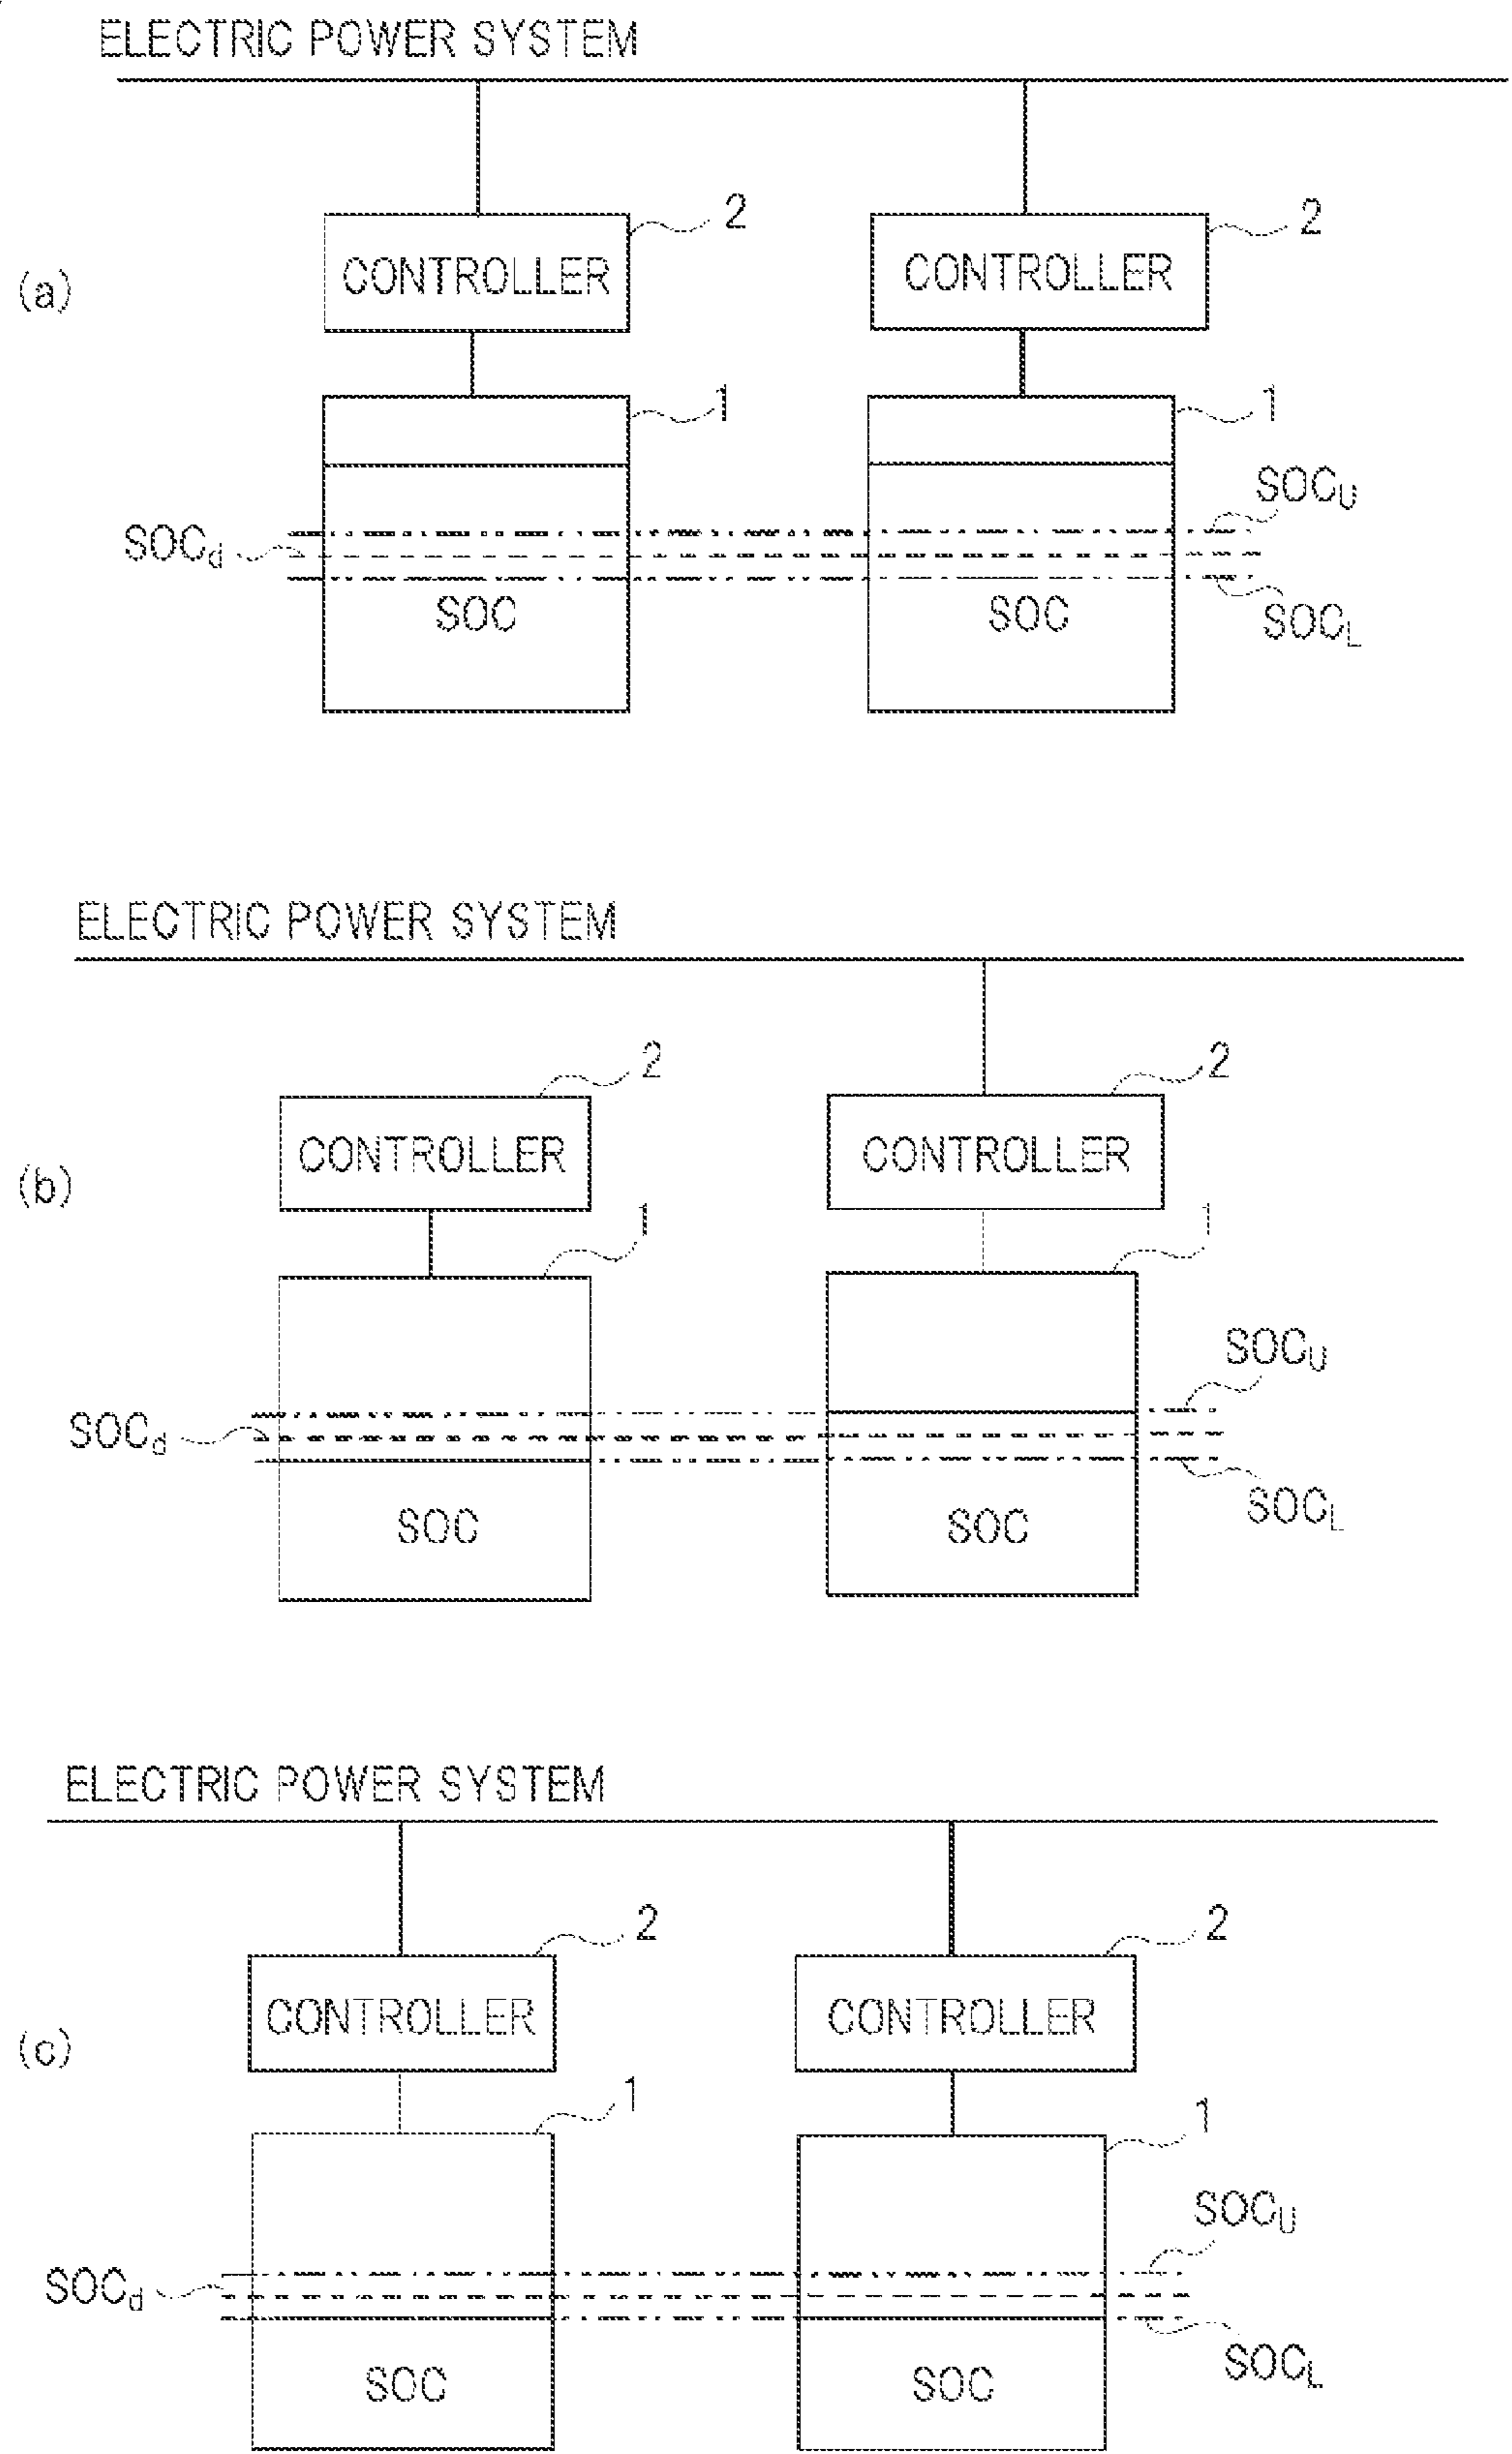 ELECTRIC POWER SYSTEM
2
2
(a)
CONTROLLER
CONTROLLER
1
1
SOCU
SOCd
SOC
SOC
SOCL
ELECTRIC POWER SYSTEM
2
2
(b)
CONTROLLER
CONTROLLER
1
1
SOCU
SOCd
SOC
SOC
SOCL
ELECTRIC POWER SYSTEM
2
2
(c)
CONTROLLER
CONTROLLER
1
1
SOCU
SOCd
SOC
SOC
SOCL